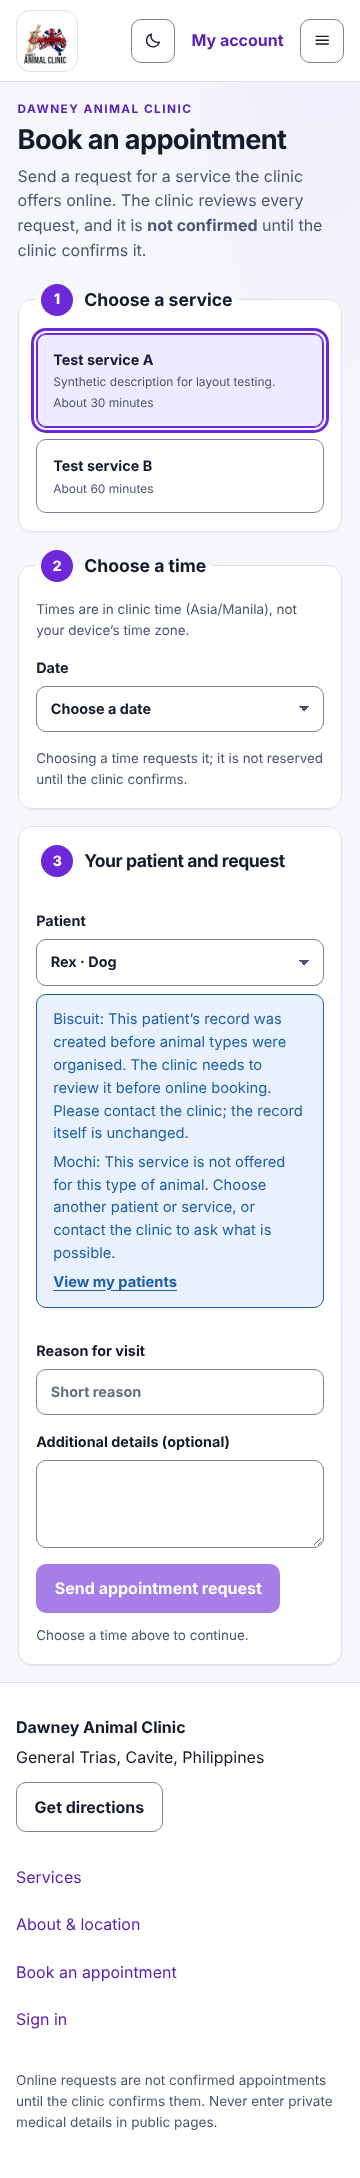 ANIMAL CLINIC
My account
DAWNEY ANIMAL CLINIC
Book an appointment
Send a request for a service the clinic
offers online. The clinic reviews every
request, and it is not confirmed until the
clinic confirms it.
1 Choose a service
Test service A
Synthetic description for layout testing.
About 30 minutes
Test service B
About 60 minutes
2 Choose a time
Times are in clinic time (Asia/Manila), not
your device’s time zone.
Date
Choose a date
Choosing a time requests it; it is not reserved
until the clinic confirms.
3 Your patient and request
Patient
Rex · Dog
Biscuit: This patient’s record was
created before animal types were
organised. The clinic needs to
review it before online booking.
Please contact the clinic; the record
itself is unchanged.
Mochi: This service is not offered
for this type of animal. Choose
another patient or service, or
contact the clinic to ask what is
possible.
View my patients
Reason for visit
Short reason
Additional details (optional)
Send appointment request
Choose a time above to continue.
Dawney Animal Clinic
General Trias, Cavite, Philippines
Get directions
Services
About & location
Book an appointment
Sign in
Online requests are not confirmed appointments
until the clinic confirms them. Never enter private
medical details in public pages.